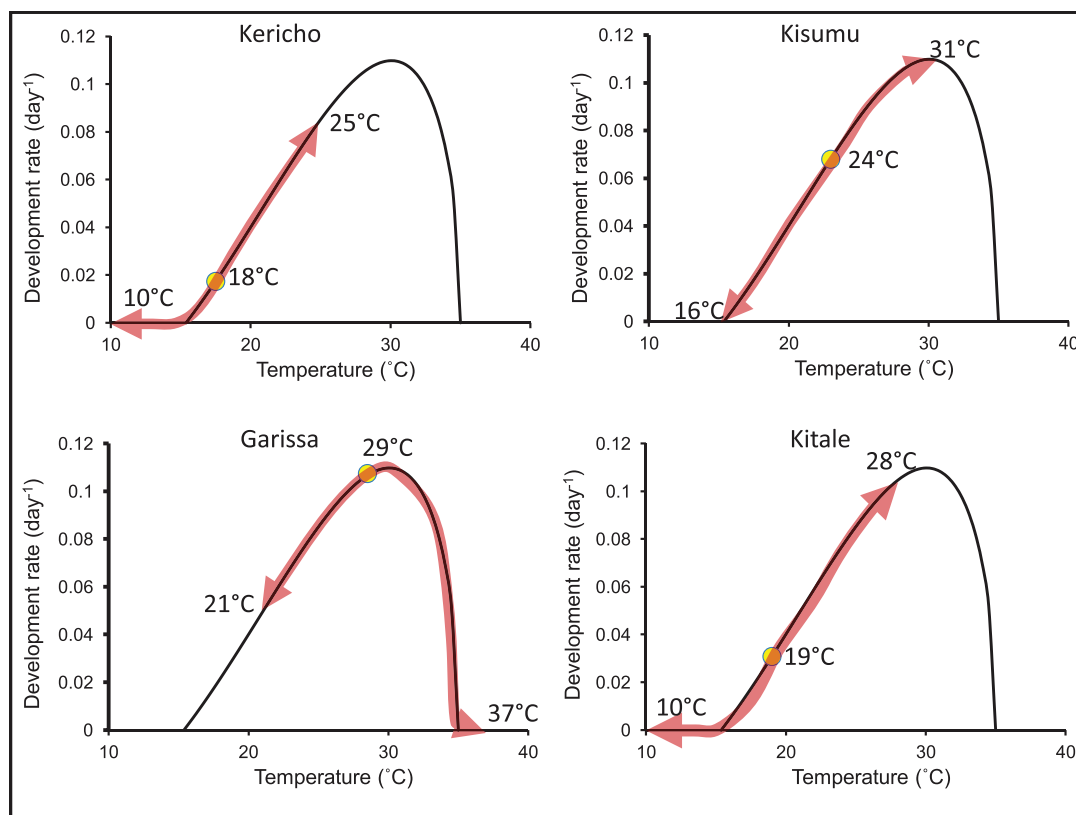 Kericho
Development rate (day-1)
0.12
0.1
0.08
0.06
0.04
0.02
0
25°C
18°C
10°C
10
20
30
40
Temperature (˚C)
Kisumu
Development rate (day-1)
0.12
0.1
0.08
0.06
0.04
0.02
0
31°C
24°C
16°C
10
20
30
40
Temperature (˚C)
Garissa
Development rate (day-1)
0.12
0.1
0.08
0.06
0.04
0.02
0
29°C
21°C
37°C
10
20
30
40
Temperature (˚C)
Kitale
Development rate (day-1)
0.12
0.1
0.08
0.06
0.04
0.02
0
28°C
19°C
10°C
10
20
30
40
Temperature (˚C)